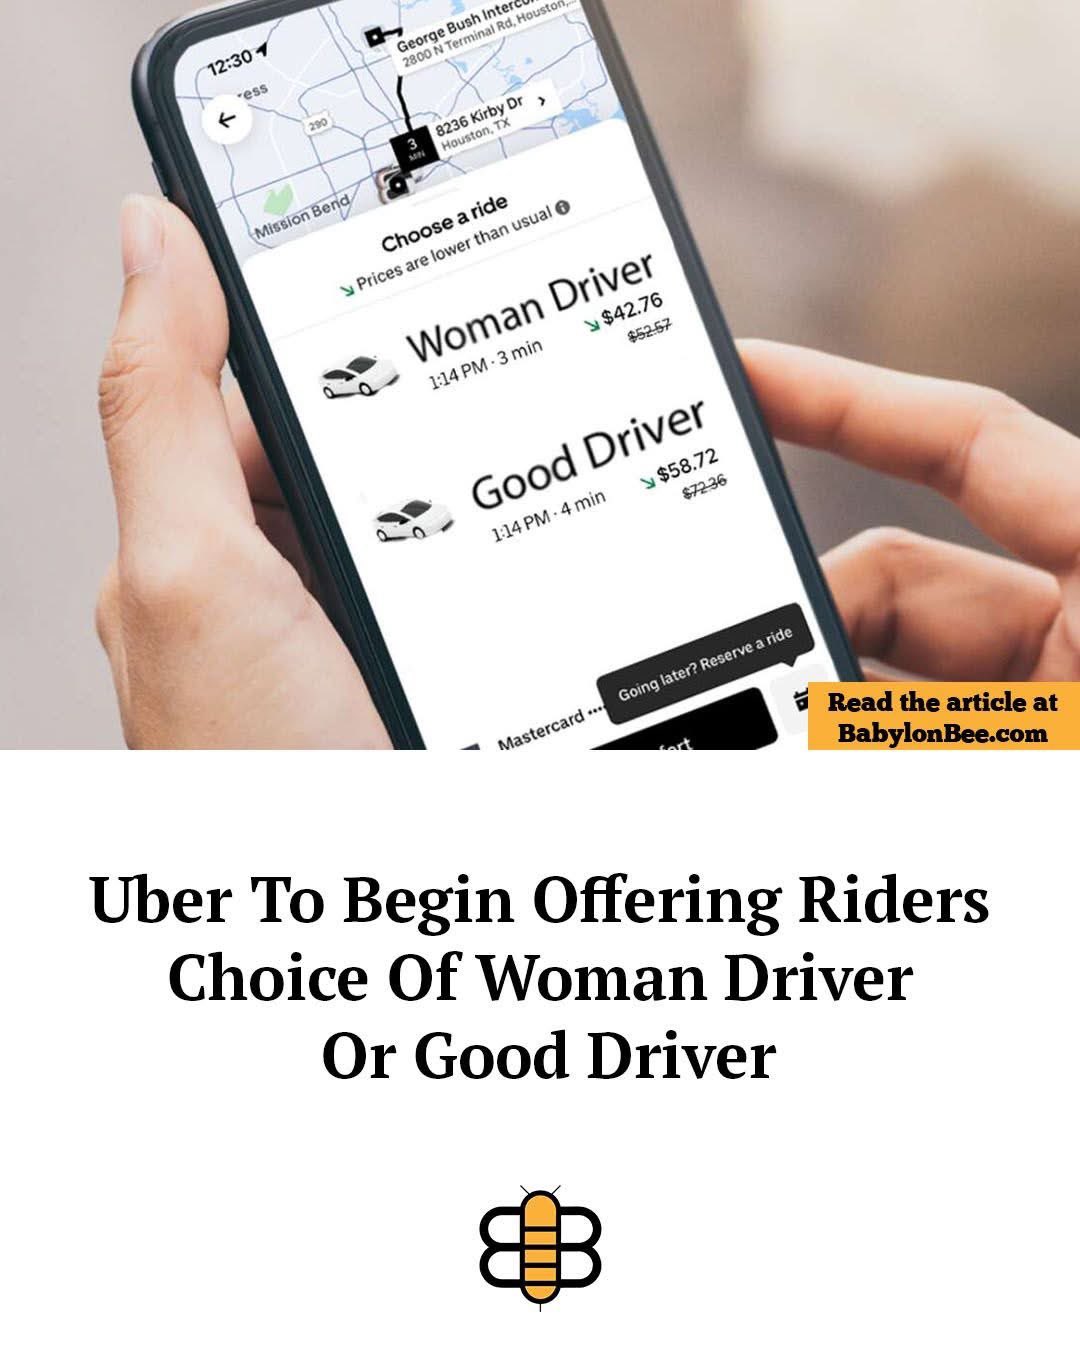 12:30
ress
George Bush Interco
2800 N Terminal Rd, Houston,...
290
8236 Kirby Dr
Houston, TX
3
MIN
Mission Bend
Choose a ride
Prices are lower than usual
Woman Driver
$42.76
1:14 PM · 3 min
$52.57
Good Driver
$58.72
1:14 PM · 4 min
$72.36
Going later? Reserve a ride
Mastercard ••••
fort
Read the article at
BabylonBee.com
Uber To Begin Offering Riders
Choice Of Woman Driver
Or Good Driver